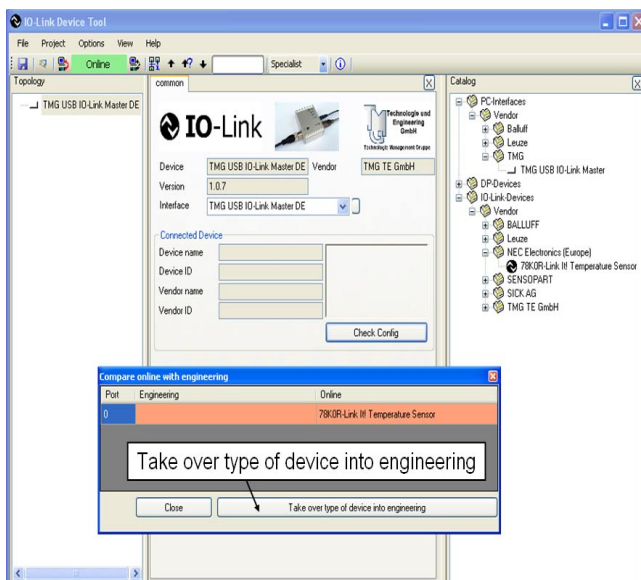 IO-Link Device Tool
File Project Options View Help
Online Specialist
Topology
TMG USB IO-Link Master DE
common
IO-Link
Technologie und
Engineering
GmbH
Technologie Management Gruppe
Device TMG USB IO-Link Master DE Vendor TMG TE GmbH
Version 1.0.7
Interface TMG USB IO-Link Master DE
Connected Device
Device name
Device ID
Vendor name
Vendor ID
Check Config
Catalog
PC-Interfaces
Vendor
Balluff
Leuze
TMG
TMG USB IO-Link Master
DP-Devices
IO-Link-Devices
Vendor
BALLUFF
Leuze
NEC Electronics (Europe)
78K0R-Link It! Temperature Sensor
SENSOPART
SICK AG
TMG TE GmbH
Compare online with engineering
Port Engineering Online
0 78K0R-Link It! Temperature Sensor
Take over type of device into engineering
Close Take over type of device into engineering